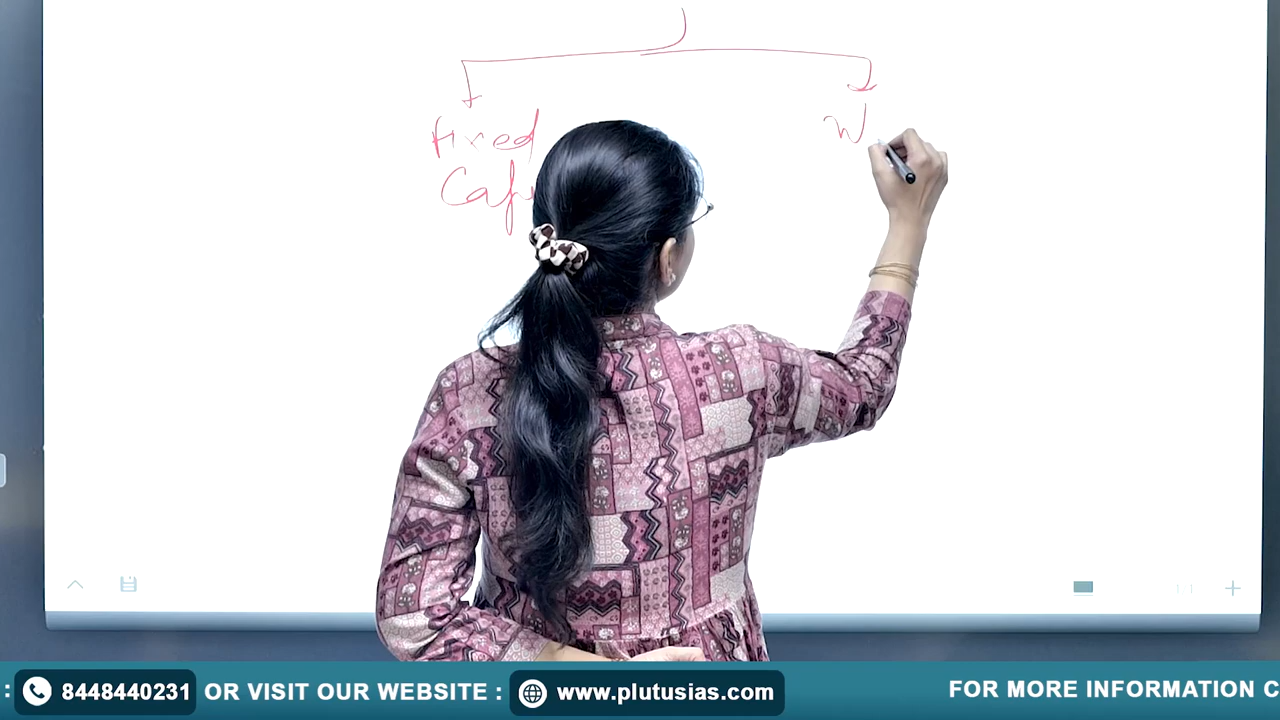 Fixed
W
: 8448440231 OR VISIT OUR WEBSITE : www.plutusias.com FOR MORE INFORMATION C